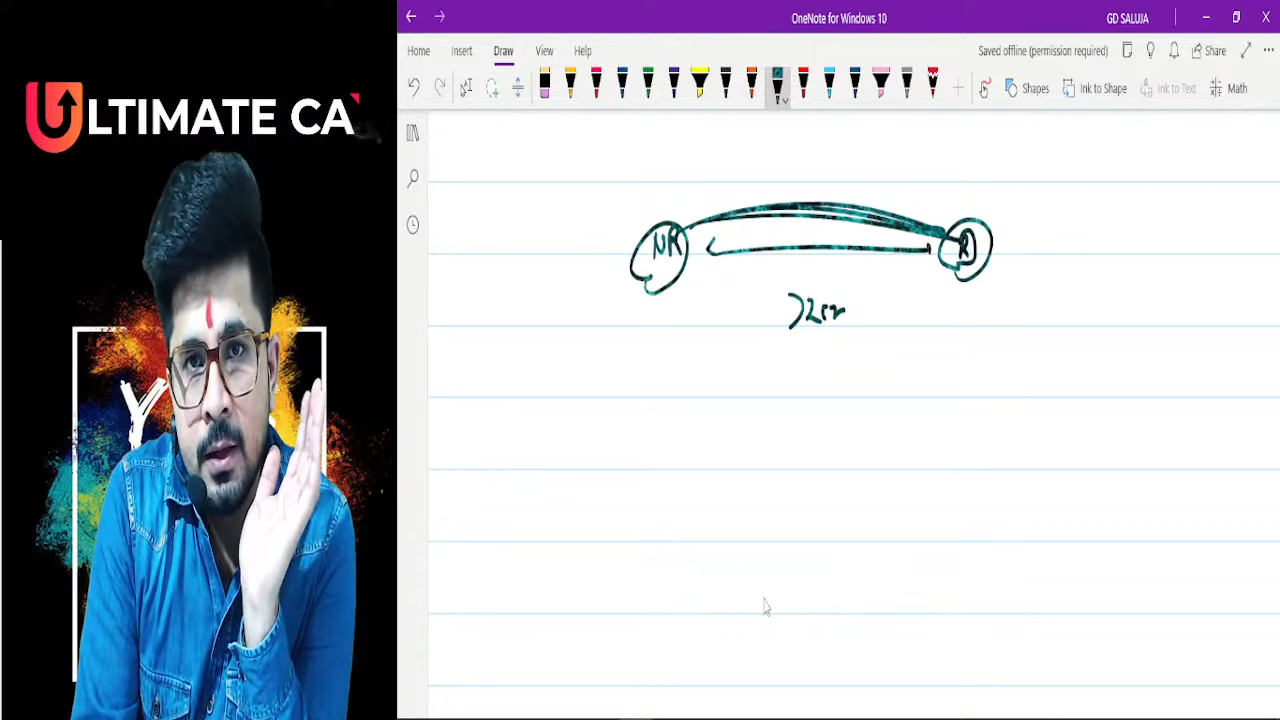 OneNote for Windows 10
GD SALUJA
Home Insert Draw View Help
Saved offline (permission required)
Share
Shapes
Ink to Shape
Ink to Text
Math
ULTIMATE CA
NR
R
Y